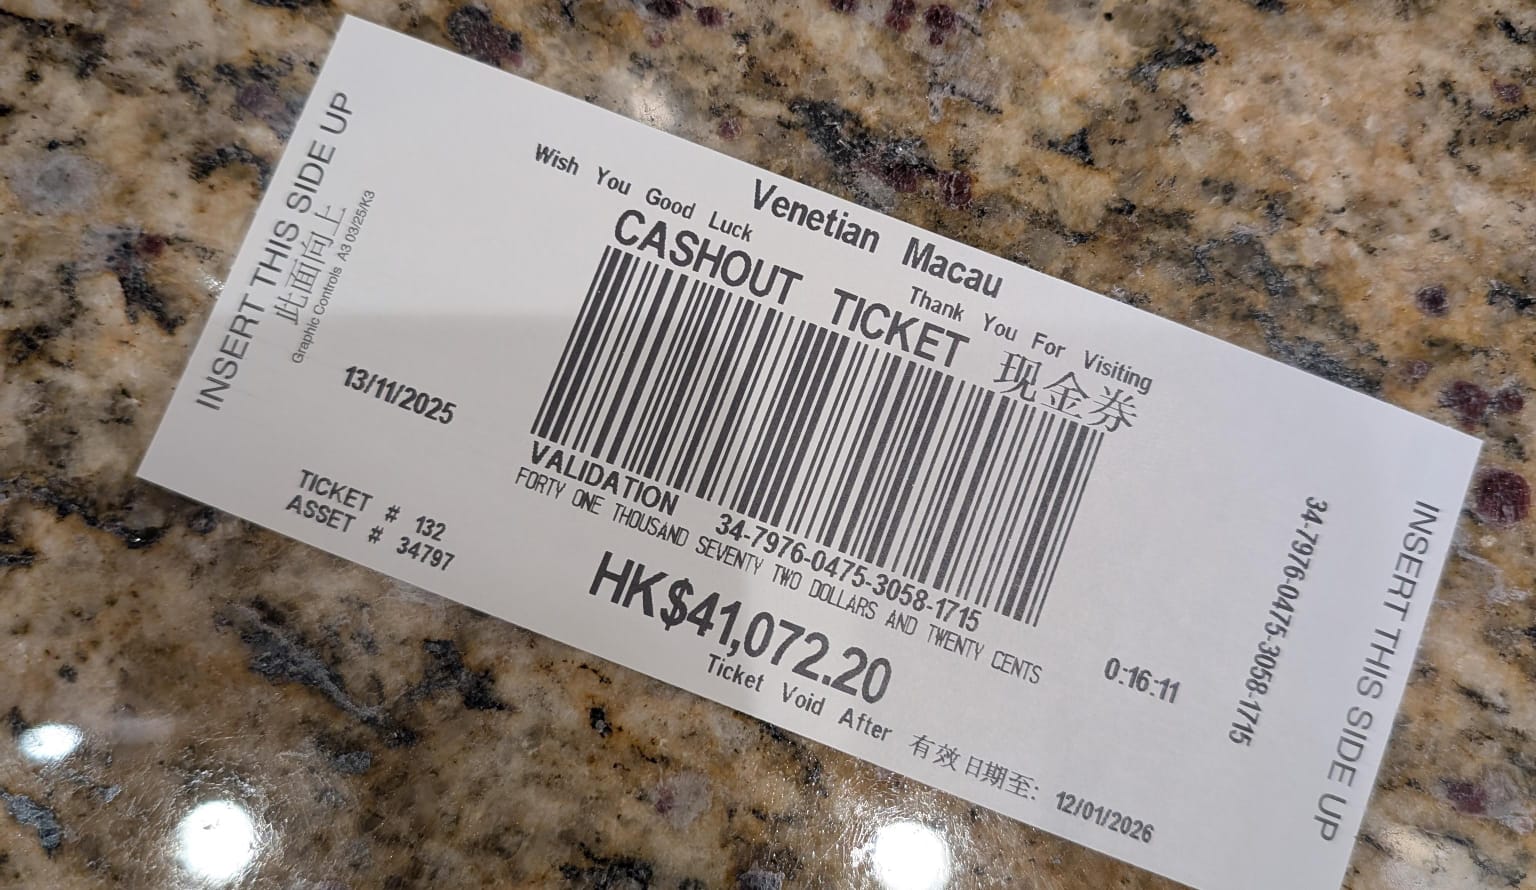 INSERT THIS SIDE UP
此面向上
Graphic Controls A3 03/25/K3
Venetian Macau
Wish You Good Luck Thank You For Visiting
CASHOUT TICKET 现金券
13/11/2025
VALIDATION 34-7976-0475-3058-1715
FORTY ONE THOUSAND SEVENTY TWO DOLLARS AND TWENTY CENTS
TICKET # 132
ASSET # 34797
0:16:11
HK$41,072.20
Ticket Void After 有效日期至: 12/01/2026
34-7976-0475-3058-1715
INSERT THIS SIDE UP